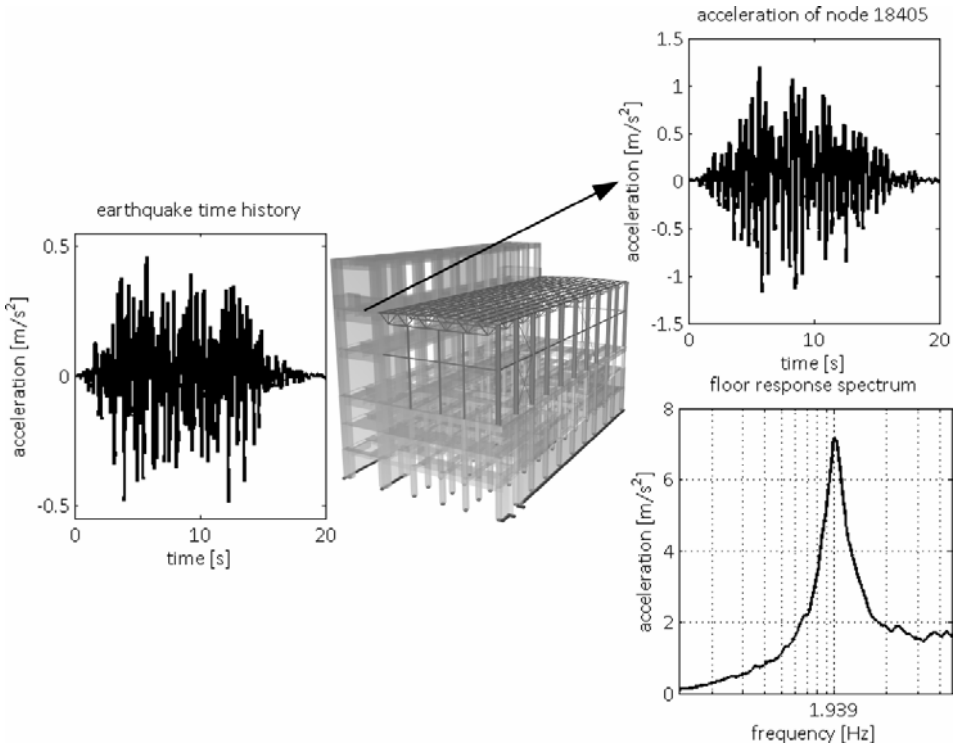 acceleration of node 18405
1.5
1
0.5
0
-0.5
-1
-1.5
acceleration [m/s²]
0
10
20
time [s]
earthquake time history
0.5
0
-0.5
acceleration [m/s²]
0
10
20
time [s]
floor response spectrum
8
6
4
2
0
acceleration [m/s²]
1.939
frequency [Hz]